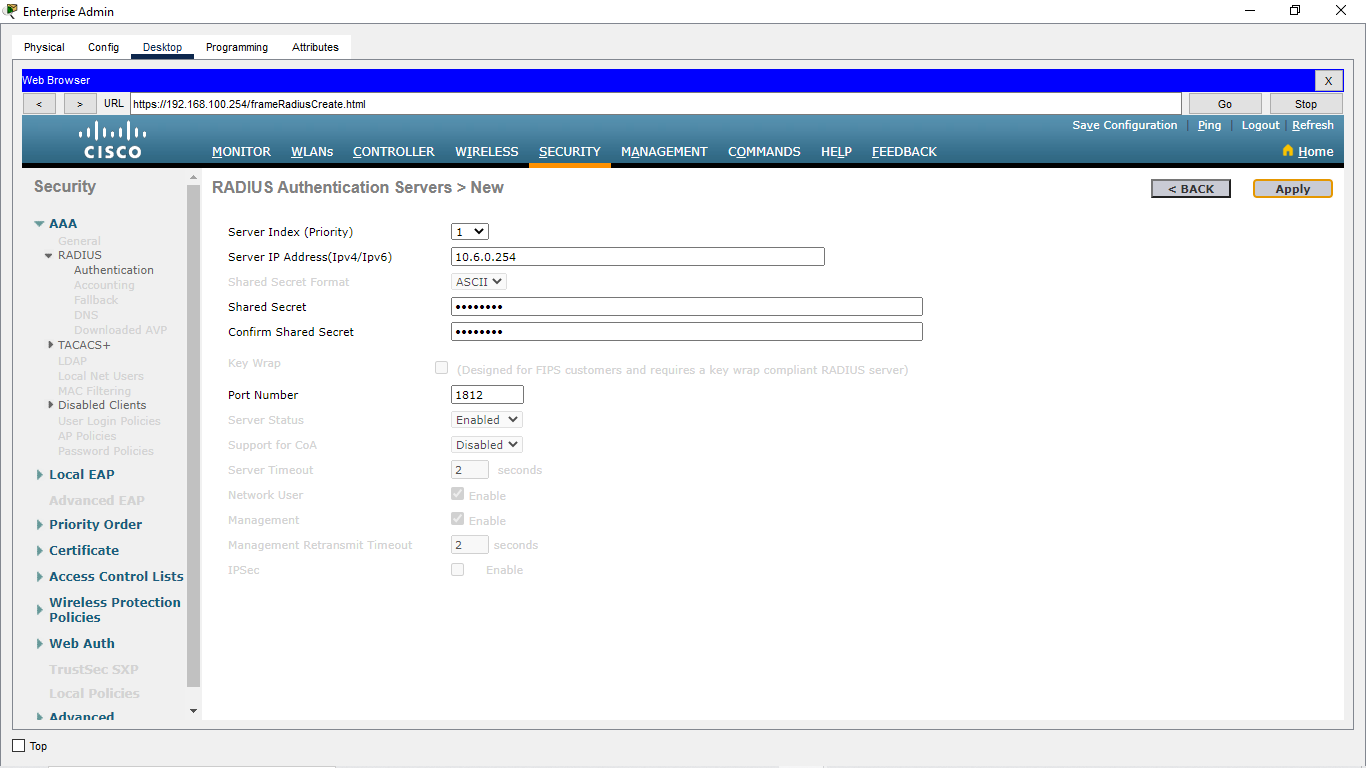 Enterprise Admin
Physical Config Desktop Programming Attributes
Web Browser X
< > URL https://192.168.100.254/frameRadiusCreate.html Go Stop
Save Configuration | Ping | Logout | Refresh
CISCO
MONITOR WLANs CONTROLLER WIRELESS SECURITY MANAGEMENT COMMANDS HELP FEEDBACK Home
Security
AAA
General
RADIUS
Authentication
Accounting
Fallback
DNS
Downloaded AVP
TACACS+
LDAP
Local Net Users
MAC Filtering
Disabled Clients
User Login Policies
AP Policies
Password Policies
Local EAP
Advanced EAP
Priority Order
Certificate
Access Control Lists
Wireless Protection
Policies
Web Auth
TrustSec SXP
Local Policies
Advanced
RADIUS Authentication Servers > New < BACK Apply
Server Index (Priority) 1
Server IP Address(Ipv4/Ipv6) 10.6.0.254
Shared Secret Format ASCII
Shared Secret ••••••••
Confirm Shared Secret ••••••••
Key Wrap (Designed for FIPS customers and requires a key wrap compliant RADIUS server)
Port Number 1812
Server Status Enabled
Support for CoA Disabled
Server Timeout 2 seconds
Network User Enable
Management Enable
Management Retransmit Timeout 2 seconds
IPSec Enable
Top